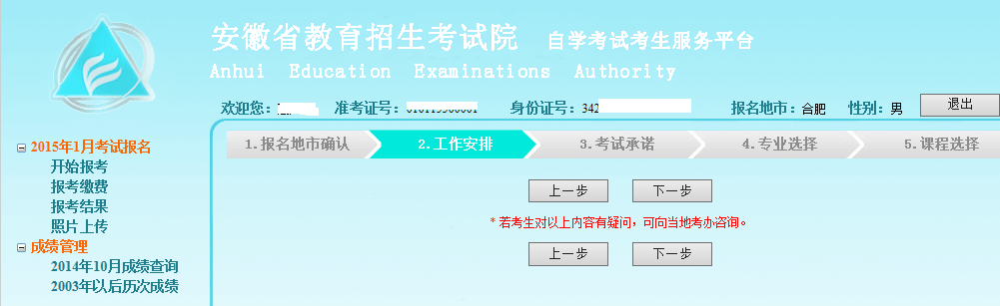 安徽省教育招生考试院 自学考试考生服务平台
Anhui Education Examinations Authority
欢迎您： 准考证号： 身份证号：342 报名地市：合肥 性别：男 退出
1.报名地市确认 2.工作安排 3.考试承诺 4.专业选择 5.课程选择
2015年1月考试报名
开始报考
报考缴费
报考结果
照片上传
成绩管理
2014年10月成绩查询
2003年以后历次成绩
上一步 下一步
* 若考生对以上内容有疑问，可向当地考办咨询。
上一步 下一步